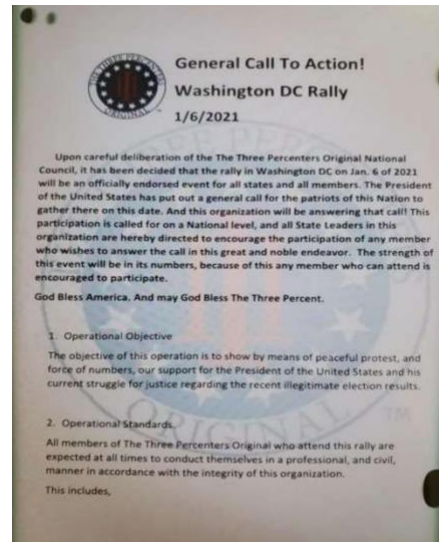 THE THREE PERCENTERS
ORIGINAL
General Call To Action!
Washington DC Rally
1/6/2021
Upon careful deliberation of the The Three Percenters Original National
Council, it has been decided that the rally in Washington DC on Jan. 6 of 2021
will be an officially endorsed event for all states and all members. The President
of the United States has put out a general call for the patriots of this Nation to
gather there on this date. And this organization will be answering that call! This
participation is called for on a National level, and all State Leaders in this
organization are hereby directed to encourage the participation of any member
who wishes to answer the call in this great and noble endeavor. The strength of
this event will be in its numbers, because of this any member who can attend is
encouraged to participate.
God Bless America. And may God Bless The Three Percent.
1. Operational Objective
The objective of this operation is to show by means of peaceful protest, and
force of numbers, our support for the President of the United States and his
current struggle for justice regarding the recent illegitimate election results.
2. Operational Standards.
All members of The Three Percenters Original who attend this rally are
expected at all times to conduct themselves in a professional, and civil,
manner in accordance with the integrity of this organization.
This includes,
ORIGINAL
TM